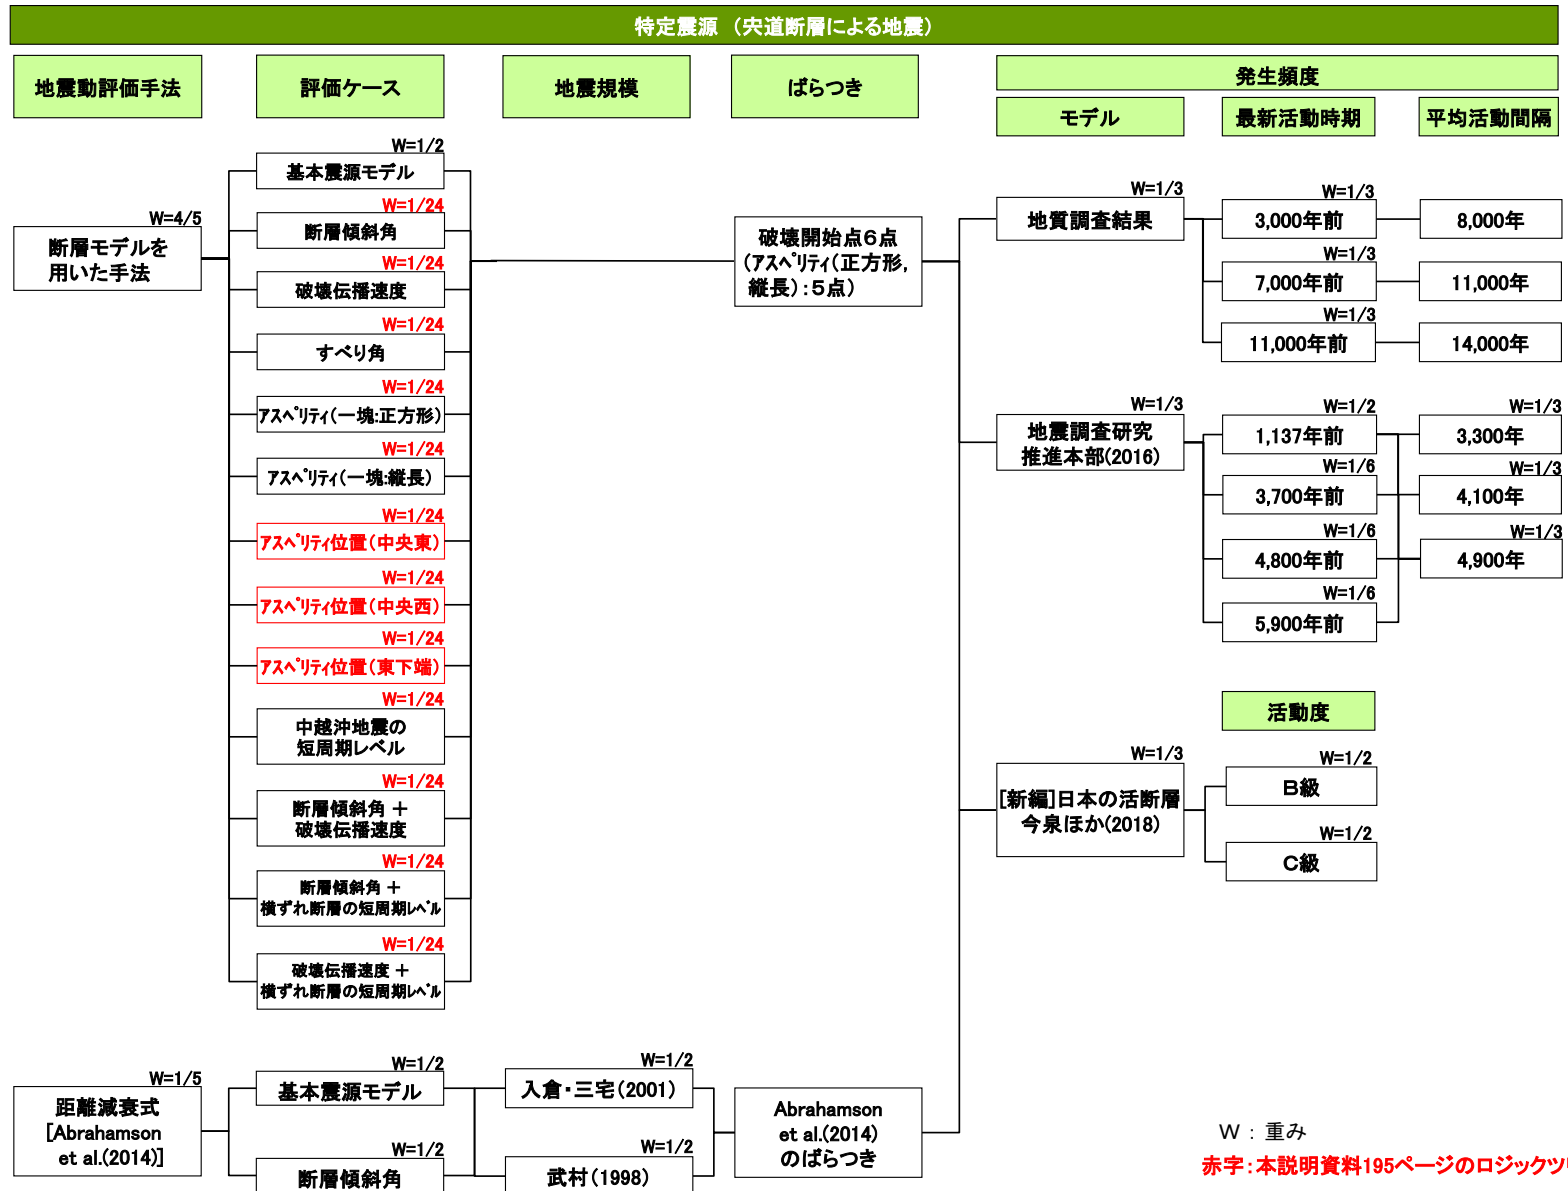 特定震源 （宍道断層による地震）
地震動評価手法
評価ケース
地震規模
ばらつき
発生頻度
モデル
最新活動時期
平均活動間隔
W=4/5
断層モデルを
用いた手法
W=1/2
基本震源モデル
W=1/24
断層傾斜角
W=1/24
破壊伝播速度
W=1/24
すべり角
W=1/24
アスペリティ(一塊:正方形)
W=1/24
アスペリティ(一塊:縦長)
W=1/24
アスペリティ位置(中央東)
W=1/24
アスペリティ位置(中央西)
W=1/24
アスペリティ位置(東下端)
W=1/24
中越沖地震の
短周期レベル
W=1/24
断層傾斜角 ＋
破壊伝播速度
W=1/24
断層傾斜角 ＋
横ずれ断層の短周期レベル
W=1/24
破壊伝播速度 ＋
横ずれ断層の短周期レベル
破壊開始点6点
(アスペリティ(正方形,
縦長):5点)
W=1/3
地質調査結果
W=1/3
3,000年前
8,000年
W=1/3
7,000年前
11,000年
W=1/3
11,000年前
14,000年
W=1/3
地震調査研究
推進本部(2016)
W=1/2
1,137年前
W=1/3
3,300年
W=1/6
3,700年前
W=1/3
4,100年
W=1/6
4,800年前
W=1/3
4,900年
W=1/6
5,900年前
活動度
W=1/3
[新編]日本の活断層
今泉ほか(2018)
W=1/2
B級
W=1/2
C級
W=1/5
距離減衰式
[Abrahamson
et al.(2014)]
W=1/2
基本震源モデル
W=1/2
断層傾斜角
W=1/2
入倉・三宅(2001)
W=1/2
武村(1998)
Abrahamson
et al.(2014)
のばらつき
W ： 重み
赤字:本説明資料195ページのロジックツ